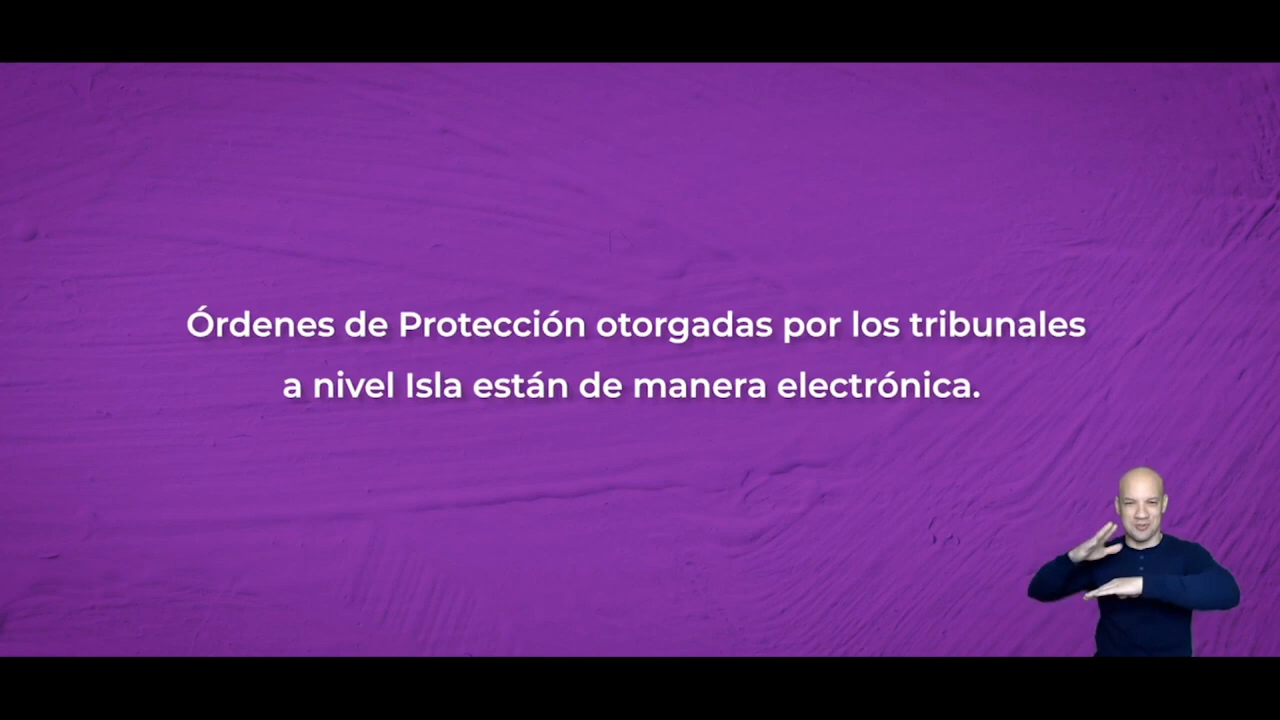 Órdenes de Protección otorgadas por los tribunales
a nivel Isla están de manera electrónica.